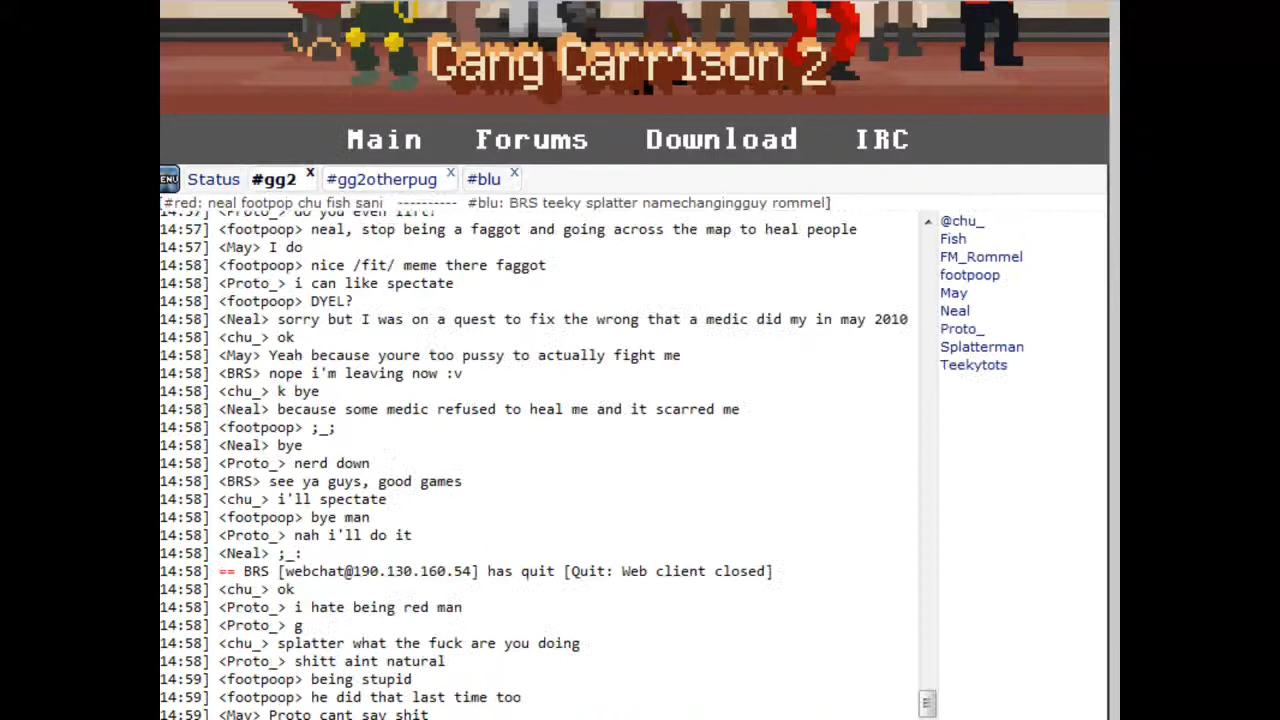 Gang Garrison 2
Main Forums Download IRC
MENU Status #gg2 x #gg2otherpug x #blu x
[#red: neal footpop chu fish sani ---------- #blu: BRS teeky splatter namechangingguy rommel]
14:57] <Proto_> do you even lift?
14:57] <footpoop> neal, stop being a faggot and going across the map to heal people
14:57] <May> I do
14:58] <footpoop> nice /fit/ meme there faggot
14:58] <Proto_> i can like spectate
14:58] <footpoop> DYEL?
14:58] <Neal> sorry but I was on a quest to fix the wrong that a medic did my in may 2010
14:58] <chu_> ok
14:58] <May> Yeah because youre too pussy to actually fight me
14:58] <BRS> nope i'm leaving now :v
14:58] <chu_> k bye
14:58] <Neal> because some medic refused to heal me and it scarred me
14:58] <footpoop> ;_;
14:58] <Neal> bye
14:58] <Proto_> nerd down
14:58] <BRS> see ya guys, good games
14:58] <chu_> i'll spectate
14:58] <footpoop> bye man
14:58] <Proto_> nah i'll do it
14:58] <Neal> ;_:
14:58] == BRS [webchat@190.130.160.54] has quit [Quit: Web client closed]
14:58] <chu_> ok
14:58] <Proto_> i hate being red man
14:58] <Proto_> g
14:58] <chu_> splatter what the fuck are you doing
14:58] <Proto_> shitt aint natural
14:59] <footpoop> being stupid
14:59] <footpoop> he did that last time too
14:59] <May> Proto cant say shit
@chu_
Fish
FM_Rommel
footpoop
May
Neal
Proto_
Splatterman
Teekytots